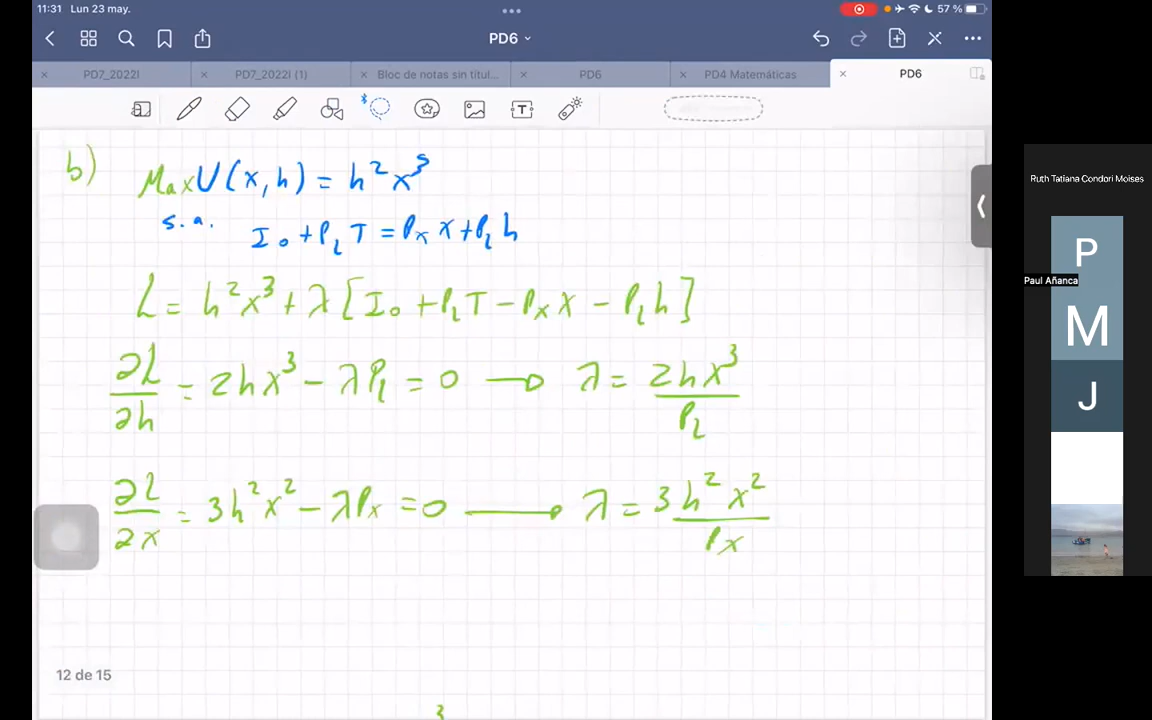 11:31 Lun 23 may.
57 %
PD6
PD7_2022I
PD7_2022I (1)
Bloc de notas sin títul...
PD6
PD4 Matemáticas
PD6
b) Max U(x,h) = h²x³
s.a. I₀ + P_L T = P_x x + P_L h
L = h²x³ + λ[I₀ + P_L T - P_x x - P_L h]
∂L/∂h = 2hx³ - λP_L = 0 → λ = 2hx³/P_L
∂L/∂x = 3h²x² - λP_x = 0 → λ = 3h²x²/P_x
12 de 15
3
Ruth Tatiana Condori Moises
P
Paul Añanca
M
J